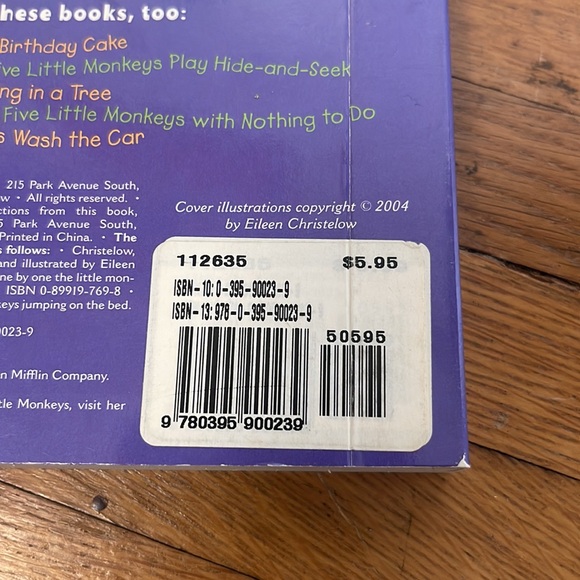 hese books, too:
Birthday Cake
ive Little Monkeys Play Hide-and-Seek
ng in a Tree
Five Little Monkeys with Nothing to Do
s Wash the Car
215 Park Avenue South,
ow • All rights reserved. •
ctions from this book,
5 Park Avenue South,
Printed in China. • The
s follows: • Christelow,
and illustrated by Eileen
ne by one the little mon-
ISBN 0-89919-769-8 •
keys jumping on the bed.
0023-9
n Mifflin Company.
tle Monkeys, visit her
Cover illustrations copyright © 2004
by Eileen Christelow
112635 $5.95
ISBN-10: 0-395-90023-9
ISBN-13: 978-0-395-90023-9
50595
9 780395 900239